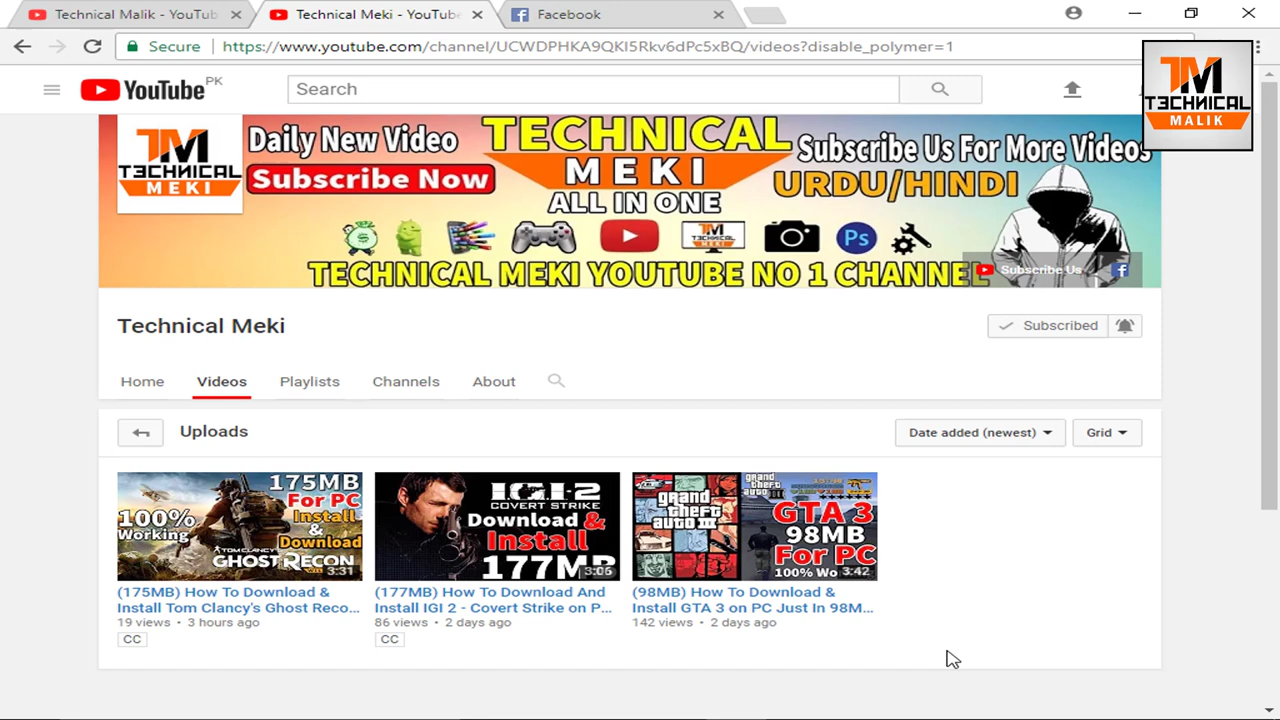 Technical Malik - YouTub
Technical Meki - YouTube
Facebook
Secure
https://www.youtube.com/channel/UCWDPHKA9QKI5Rkv6dPc5xBQ/videos?disable_polymer=1
YouTube PK
Search
TM
TECHNICAL
MALIK
TM
TECHNICAL
MEKI
Daily New Video
Subscribe Now
TECHNICAL
MEKI
ALL IN ONE
Subscribe Us For More Videos
URDU/HINDI
Ps
TECHNICAL MEKI YOUTUBE NO 1 CHANNEL
Subscribe Us
Technical Meki
Subscribed
Home
Videos
Playlists
Channels
About
Uploads
Date added (newest)
Grid
175MB
For PC
Install
&
Download
100%
Working
TOM CLANCY'S
GHOST RECON
3:31
I.G.I-2
COVERT STRIKE
Download &
Install
177MB
3:06
grand
theft
auto III
grand
theft
auto
GTA 3
98MB
For PC
100% Wo
3:42
(175MB) How To Download &
Install Tom Clancy's Ghost Reco...
19 views • 3 hours ago
CC
(177MB) How To Download And
Install IGI 2 - Covert Strike on P...
86 views • 2 days ago
CC
(98MB) How To Download &
Install GTA 3 on PC Just In 98M...
142 views • 2 days ago